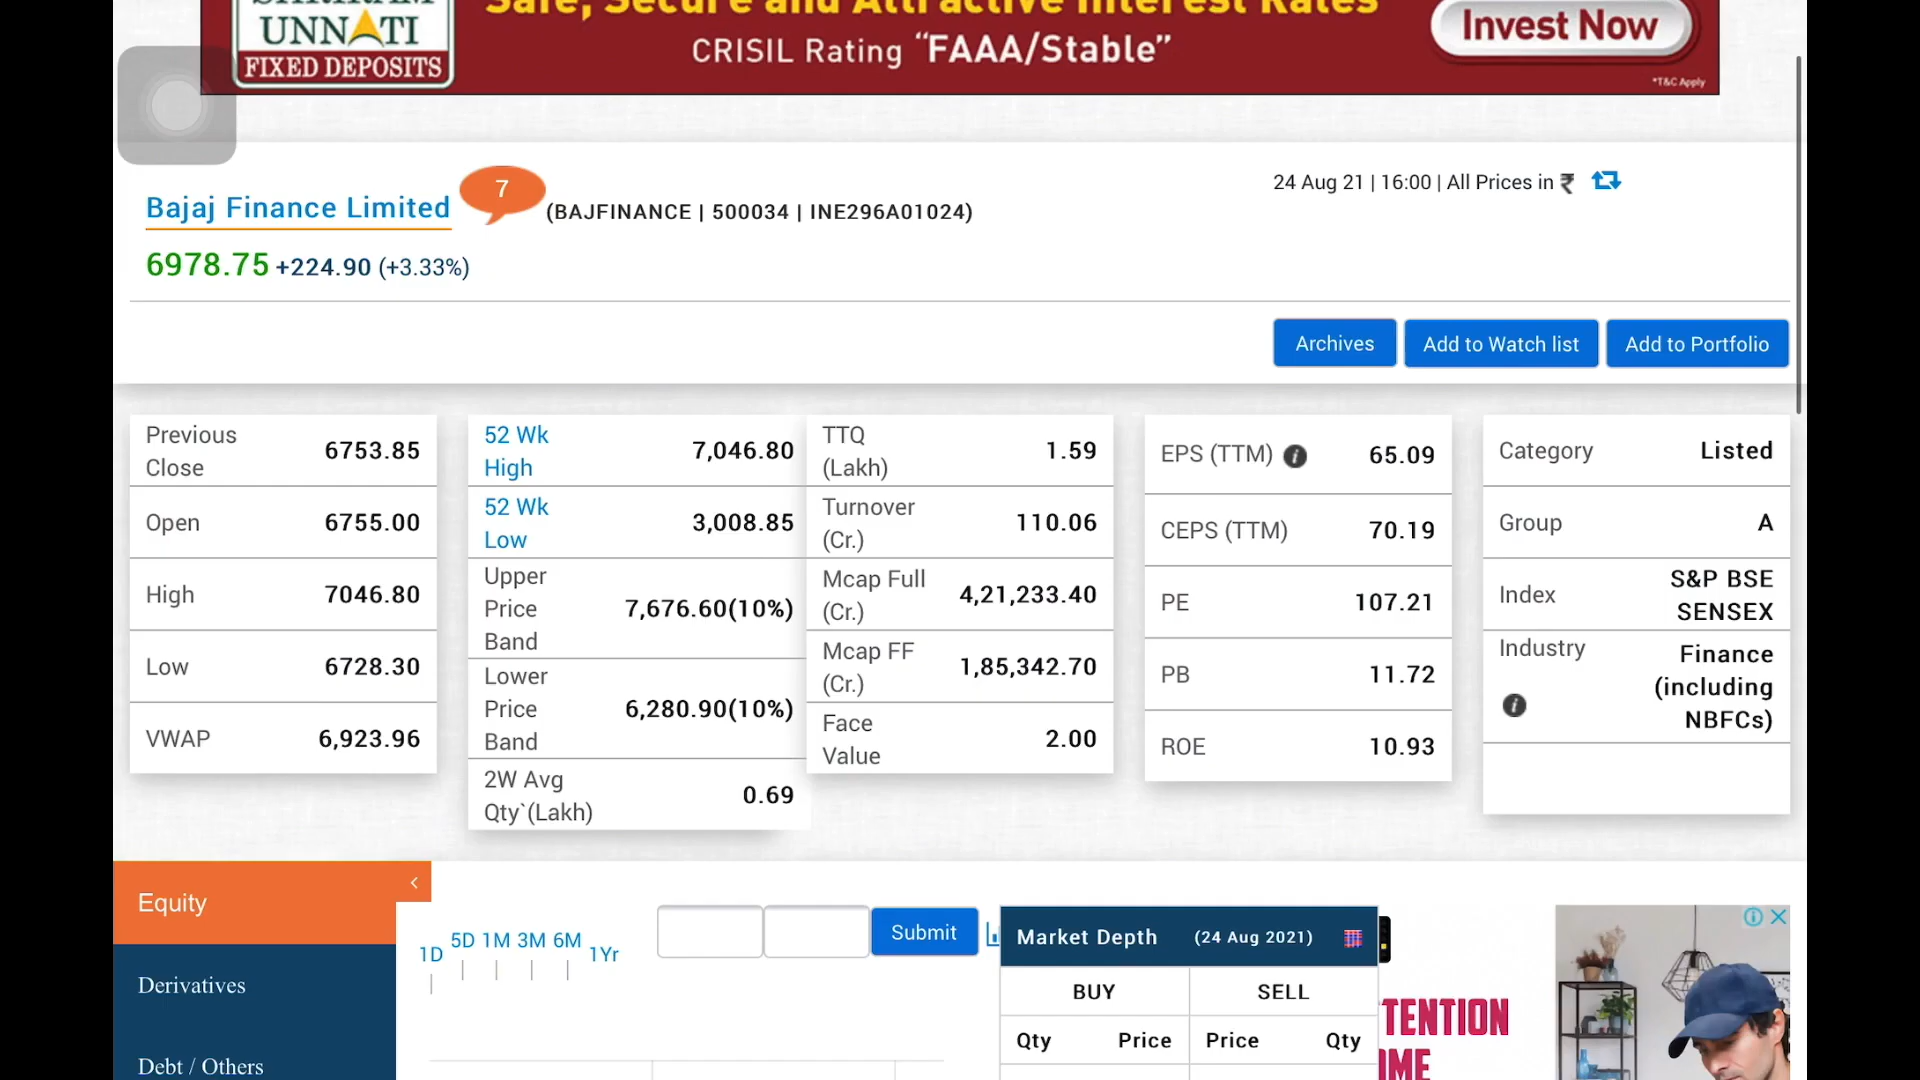 UNNATI
FIXED DEPOSITS
Safe, Secure and Attractive Interest Rates
CRISIL Rating “FAAA/Stable”
Invest Now
*T&C Apply
Bajaj Finance Limited
7
(BAJFINANCE | 500034 | INE296A01024)
24 Aug 21 | 16:00 | All Prices in ₹
6978.75 +224.90 (+3.33%)
Archives
Add to Watch list
Add to Portfolio
Previous Close 6753.85
Open 6755.00
High 7046.80
Low 6728.30
VWAP 6,923.96
52 Wk High 7,046.80
52 Wk Low 3,008.85
Upper Price Band 7,676.60(10%)
Lower Price Band 6,280.90(10%)
2W Avg Qty`(Lakh) 0.69
TTQ (Lakh) 1.59
Turnover (Cr.) 110.06
Mcap Full (Cr.) 4,21,233.40
Mcap FF (Cr.) 1,85,342.70
Face Value 2.00
EPS (TTM) 65.09
CEPS (TTM) 70.19
PE 107.21
PB 11.72
ROE 10.93
Category Listed
Group A
Index S&P BSE SENSEX
Industry Finance (including NBFCs)
Equity
Derivatives
Debt / Others
1D 5D 1M 3M 6M 1Yr
Submit
Market Depth (24 Aug 2021)
BUY SELL
Qty Price Price Qty
TENTION
OME